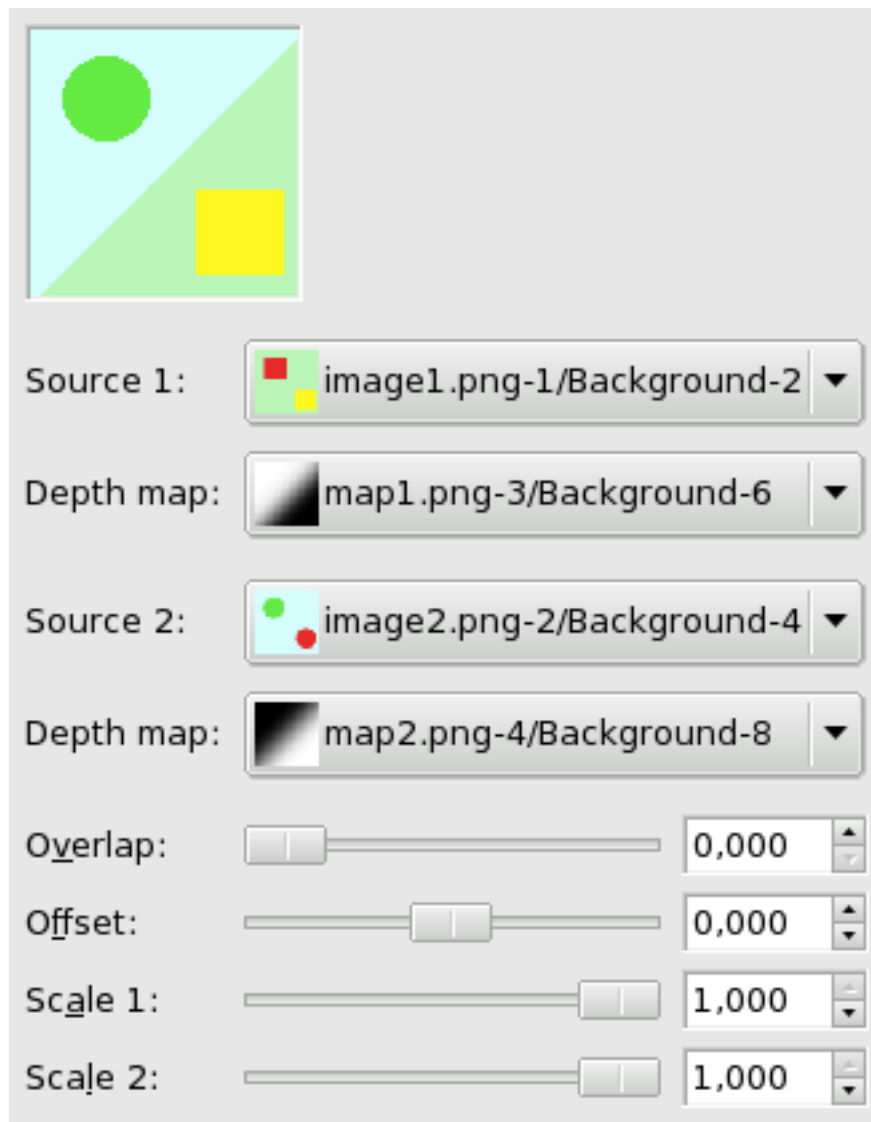 Source 1: image1.png-1/Background-2
Depth map: map1.png-3/Background-6
Source 2: image2.png-2/Background-4
Depth map: map2.png-4/Background-8
Overlap: 0,000
Offset: 0,000
Scale 1: 1,000
Scale 2: 1,000